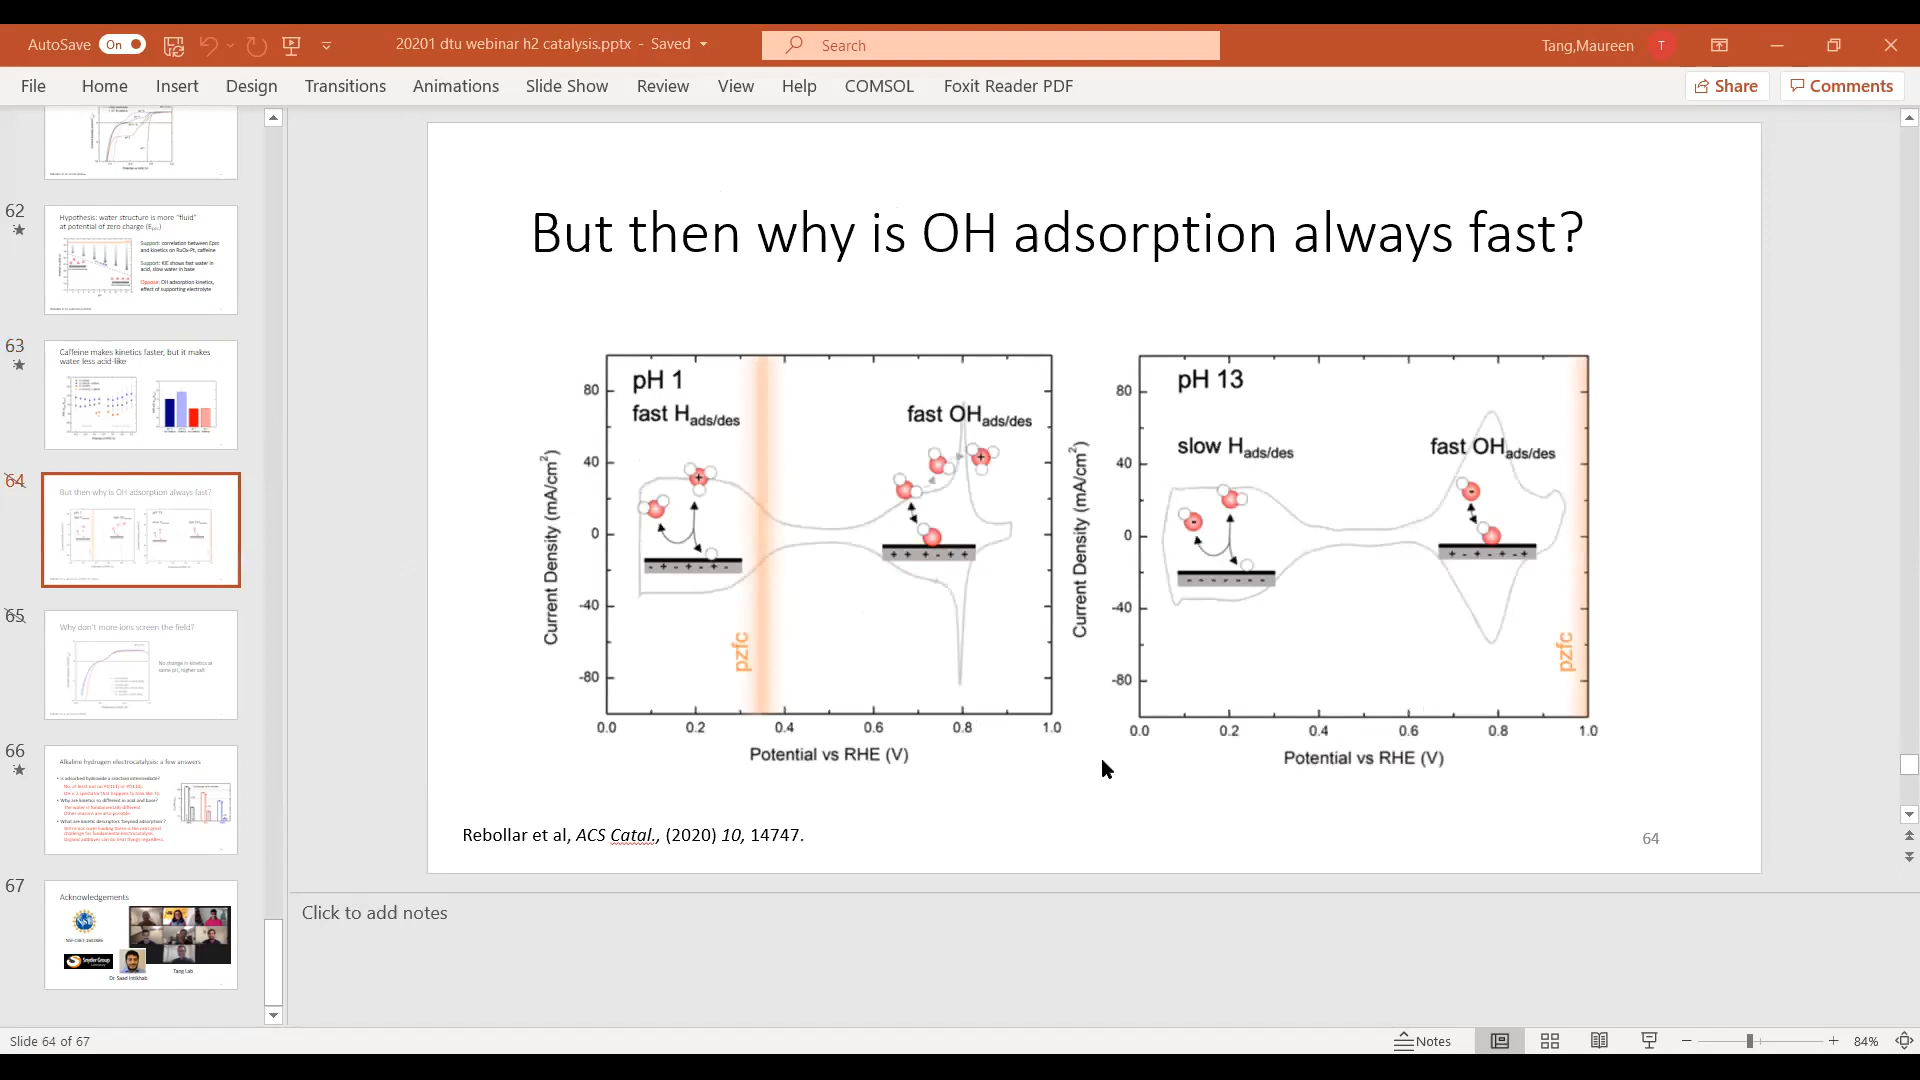 AutoSave On
20201 dtu webinar h2 catalysis.pptx - Saved
Search
Tang,Maureen T
File Home Insert Design Transitions Animations Slide Show Review View Help COMSOL Foxit Reader PDF
Share Comments
62
Hypothesis: water structure is more "fluid"
at potential of zero charge (Epzc)
Support: correlation between Epzc
and kinetics on RuOx-Pt, caffeine
Support: KIE shows fast water in
acid, slow water in base
Oppose: OH adsorption kinetics,
effect of supporting electrolyte
63
Caffeine makes kinetics faster, but it makes
water less acid-like
64
But then why is OH adsorption always fast?
65
Why don't more ions screen the field?
No change in kinetics at
same pH, higher salt
66
Alkaline hydrogen electrocatalysis: a few answers
67
Acknowledgements
Snyder Group
Dr. Saad Intikhab
Tang Lab
But then why is OH adsorption always fast?
pH 1
fast Hads/des
fast OHads/des
pzfc
Current Density (mA/cm2)
80
40
0
-40
-80
0.0 0.2 0.4 0.6 0.8 1.0
Potential vs RHE (V)
pH 13
slow Hads/des
fast OHads/des
pzfc
Current Density (mA/cm2)
80
40
0
-40
-80
0.0 0.2 0.4 0.6 0.8 1.0
Potential vs RHE (V)
Rebollar et al, ACS Catal., (2020) 10, 14747.
64
Click to add notes
Slide 64 of 67
Notes
84%